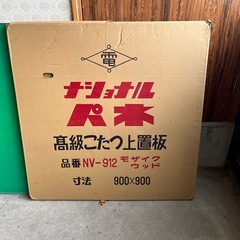 電
ナショナル
パネ
高級こたつ上置板
品番 NV-912 モザイク
ウッド
寸法 900×900